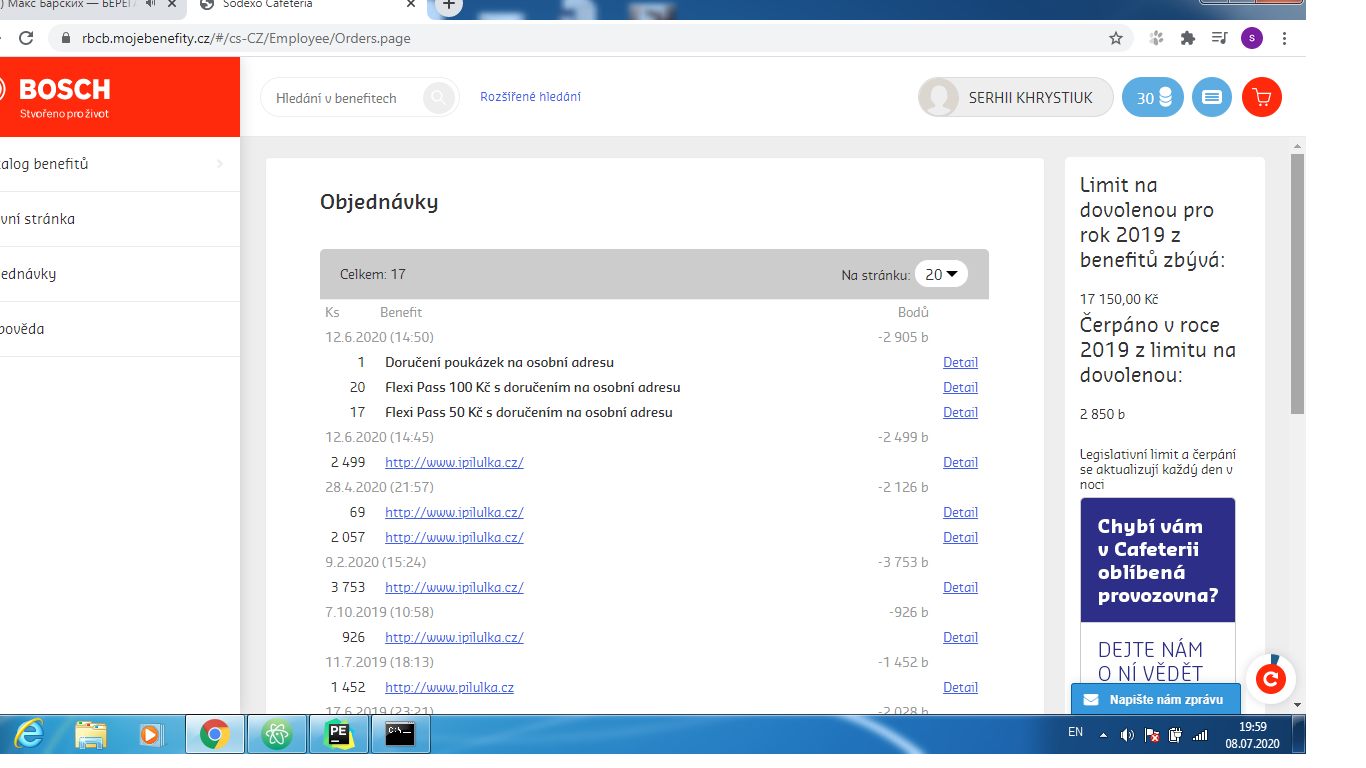 ) Макс Барских — БЕРЕГА
Sodexo Cafeteria
rbcb.mojebenefity.cz/#/cs-CZ/Employee/Orders.page
s
BOSCH
Stvořeno pro život
Hledání v benefitech
Rozšířené hledání
SERHII KHRYSTIUK
30
alog benefitů
vní stránka
ednávky
pověda
Objednávky
Celkem: 17
Na stránku: 20
Ks Benefit Bodů
12.6.2020 (14:50) -2 905 b
1 Doručení poukázek na osobní adresu Detail
20 Flexi Pass 100 Kč s doručením na osobní adresu Detail
17 Flexi Pass 50 Kč s doručením na osobní adresu Detail
12.6.2020 (14:45) -2 499 b
2 499 http://www.ipilulka.cz/ Detail
28.4.2020 (21:57) -2 126 b
69 http://www.ipilulka.cz/ Detail
2 057 http://www.ipilulka.cz/ Detail
9.2.2020 (15:24) -3 753 b
3 753 http://www.ipilulka.cz/ Detail
7.10.2019 (10:58) -926 b
926 http://www.ipilulka.cz/ Detail
11.7.2019 (18:13) -1 452 b
1 452 http://www.pilulka.cz Detail
17.6.2019 (23:21) -2 028 b
Limit na
dovolenou pro
rok 2019 z
benefitů zbývá:
17 150,00 Kč
Čerpáno v roce
2019 z limitu na
dovolenou:
2 850 b
Legislativní limit a čerpání
se aktualizují každý den v
noci
Chybí vám
v Cafeterii
oblíbená
provozovna?
DEJTE NÁM
O NÍ VĚDĚT
Napište nám zprávu
PE
C:\
EN
19:59
08.07.2020